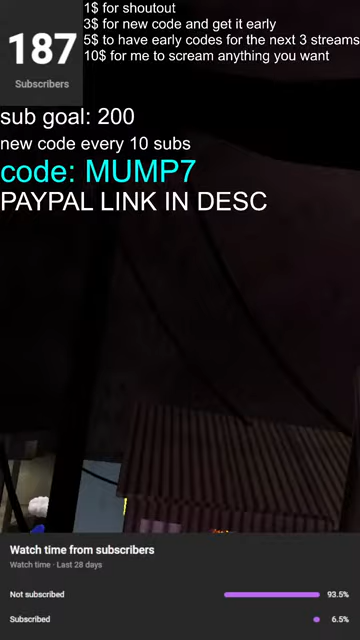 187
Subscribers
1$ for shoutout
3$ for new code and get it early
5$ to have early codes for the next 3 streams
10$ for me to scream anything you want
sub goal: 200
new code every 10 subs
code: MUMP7
PAYPAL LINK IN DESC
Watch time from subscribers
Watch time · Last 28 days
Not subscribed 93.5%
Subscribed 6.5%